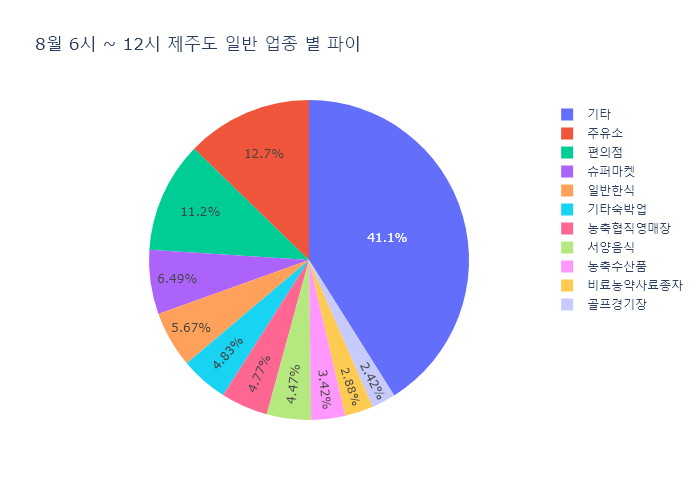 8월 6시 ~ 12시 제주도 일반 업종 별 파이
41.1%
12.7%
11.2%
6.49%
5.67%
4.83%
4.77%
4.47%
3.42%
2.88%
2.42%
기타
주유소
편의점
슈퍼마켓
일반한식
기타숙박업
농축협직영매장
서양음식
농축수산품
비료농약사료종자
골프경기장